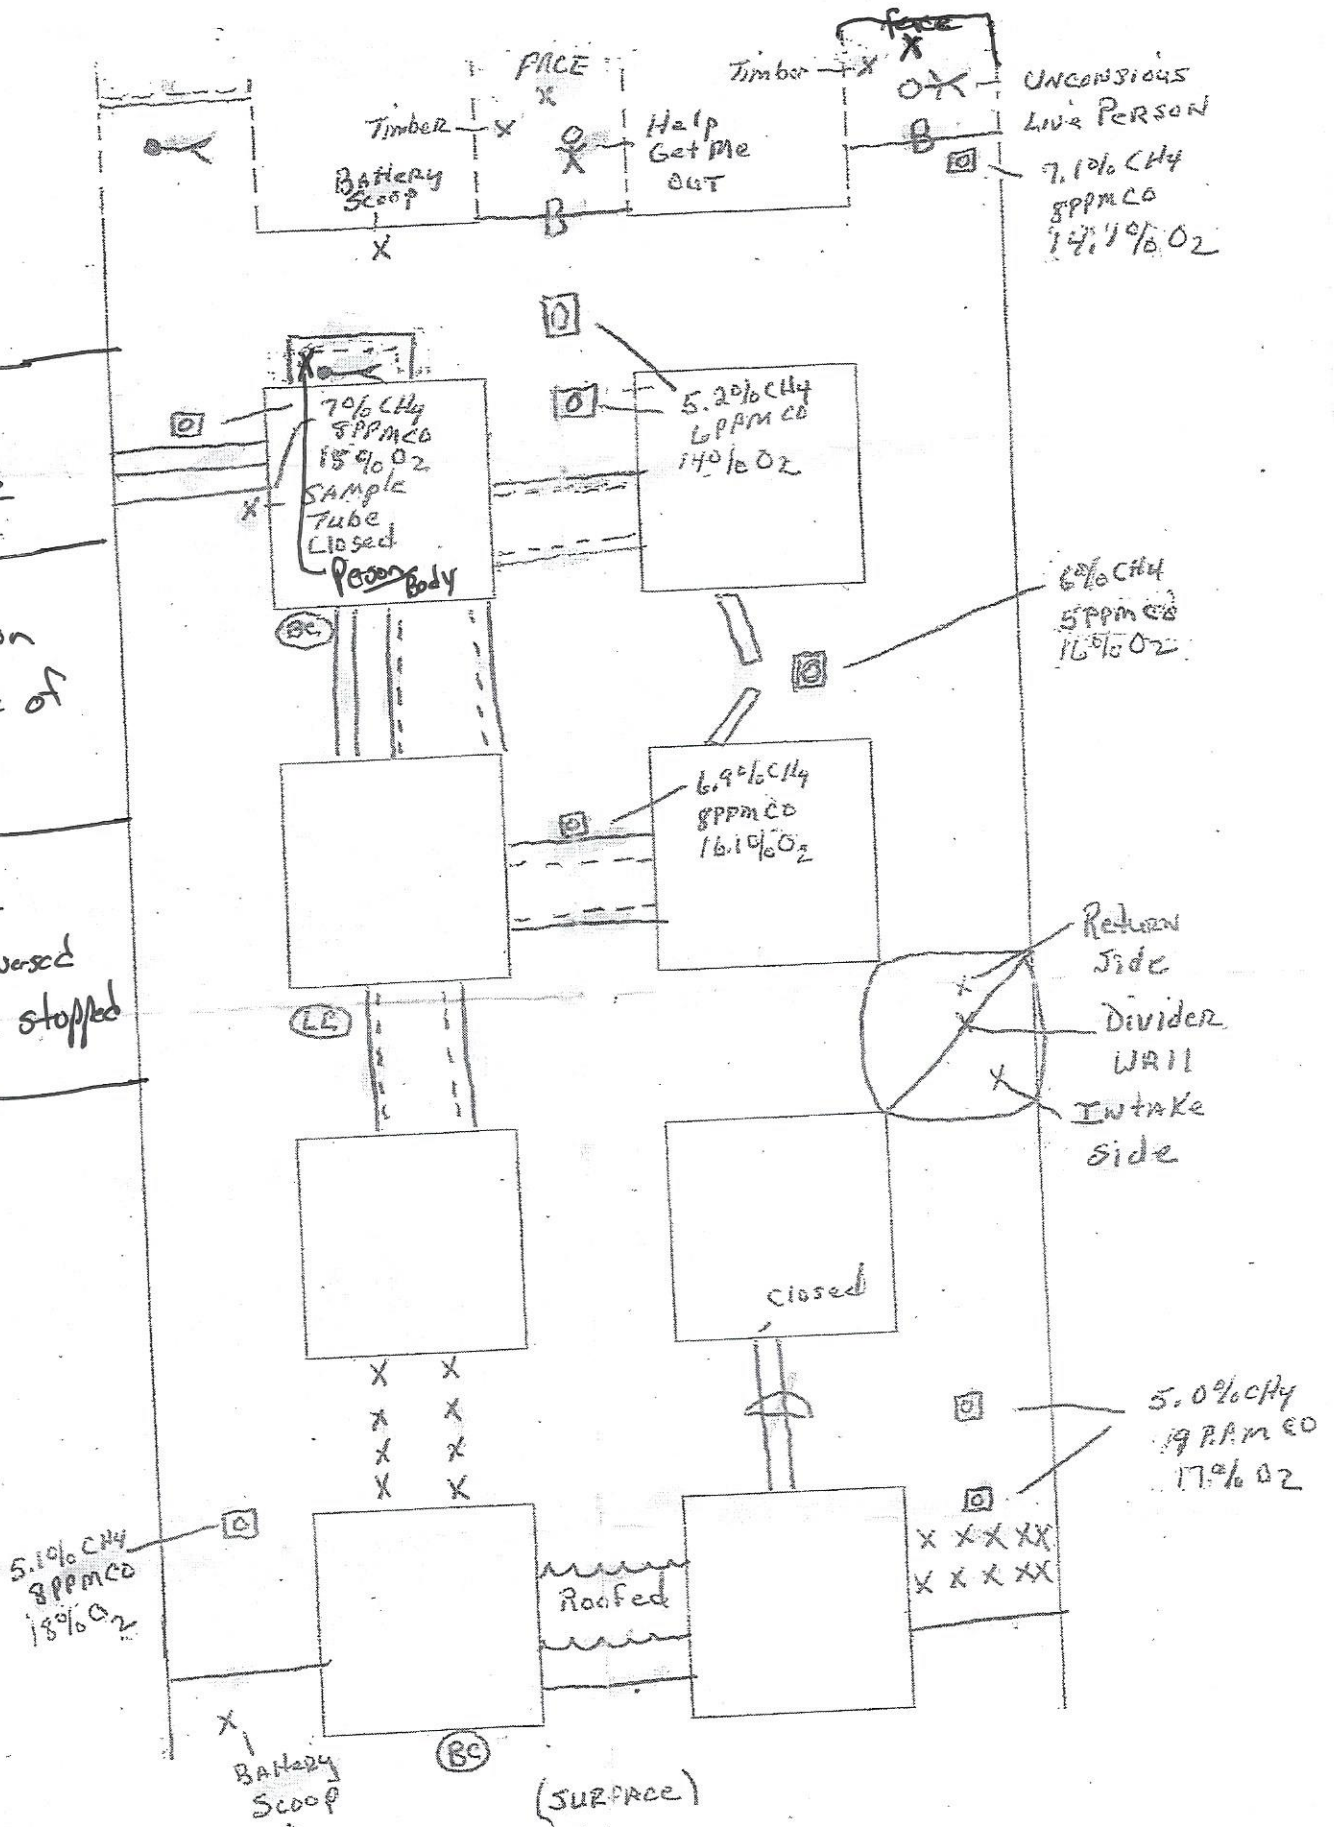 face
FACE
Timber
UNCONSIOUS
LIVE PERSON
Timber
Help
Get Me
OUT
BATTERY
SCOOP
B
B
7.1% CH4
8PPM CO
14.1% O2
7% CH4
8PPM CO
15% O2
SAMPLE
Tube
Closed
Person/Body
5.2% CH4
6PPM CO
14% O2
6% CH4
5PPM CO
16% O2
on
of
6.9% CH4
8PPM CO
16.1% O2
stopped
Return
Side
Divider
WALL
INTAKE
Side
Closed
5.0% CH4
19 PPM CO
17% O2
5.1% CH4
8PPM CO
18% O2
Roofed
BATTERY
SCOOP
BC
(SURFACE)